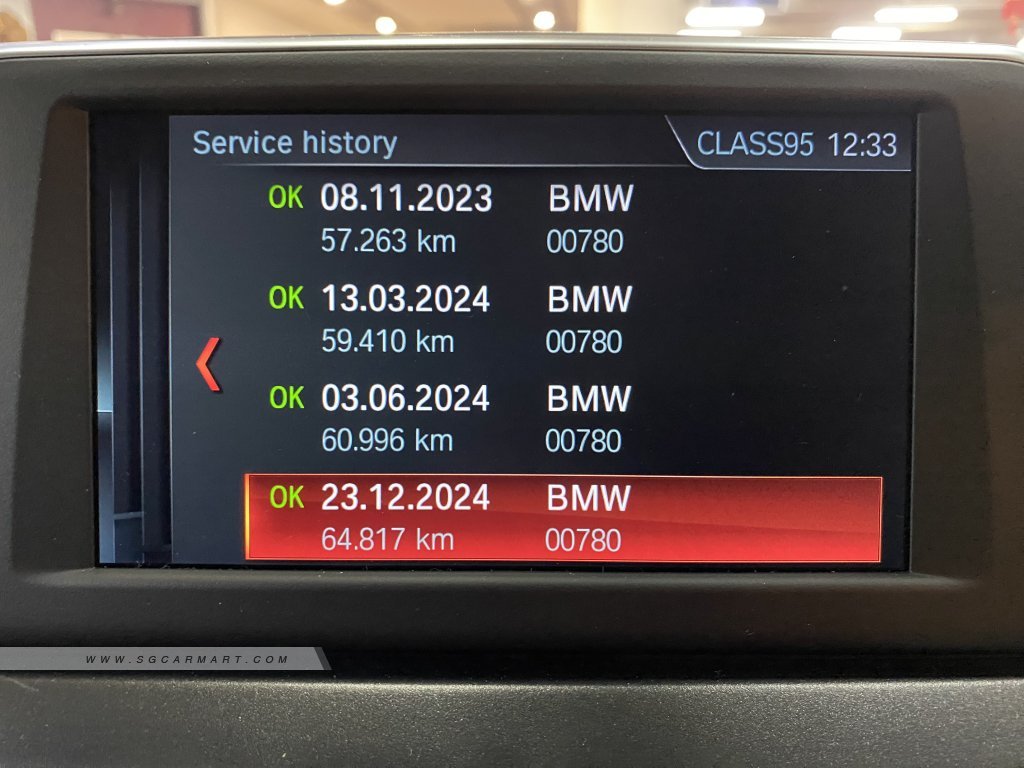 Service history CLASS95 12:33
OK 08.11.2023 BMW
57.263 km 00780
OK 13.03.2024 BMW
59.410 km 00780
OK 03.06.2024 BMW
60.996 km 00780
OK 23.12.2024 BMW
64.817 km 00780
WWW.SGCARMART.COM